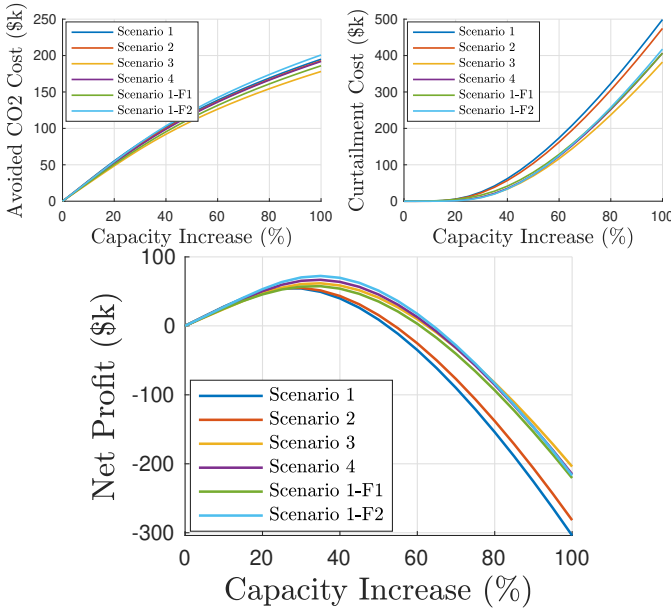 250
200
150
100
50
0
Avoided CO2 Cost ($k)
Scenario 1
Scenario 2
Scenario 3
Scenario 4
Scenario 1-F1
Scenario 1-F2
0 20 40 60 80 100
Capacity Increase (%)
500
400
300
200
100
0
Curtailment Cost ($k)
Scenario 1
Scenario 2
Scenario 3
Scenario 4
Scenario 1-F1
Scenario 1-F2
0 20 40 60 80 100
Capacity Increase (%)
100
0
-100
-200
-300
Net Profit ($k)
Scenario 1
Scenario 2
Scenario 3
Scenario 4
Scenario 1-F1
Scenario 1-F2
0 20 40 60 80 100
Capacity Increase (%)